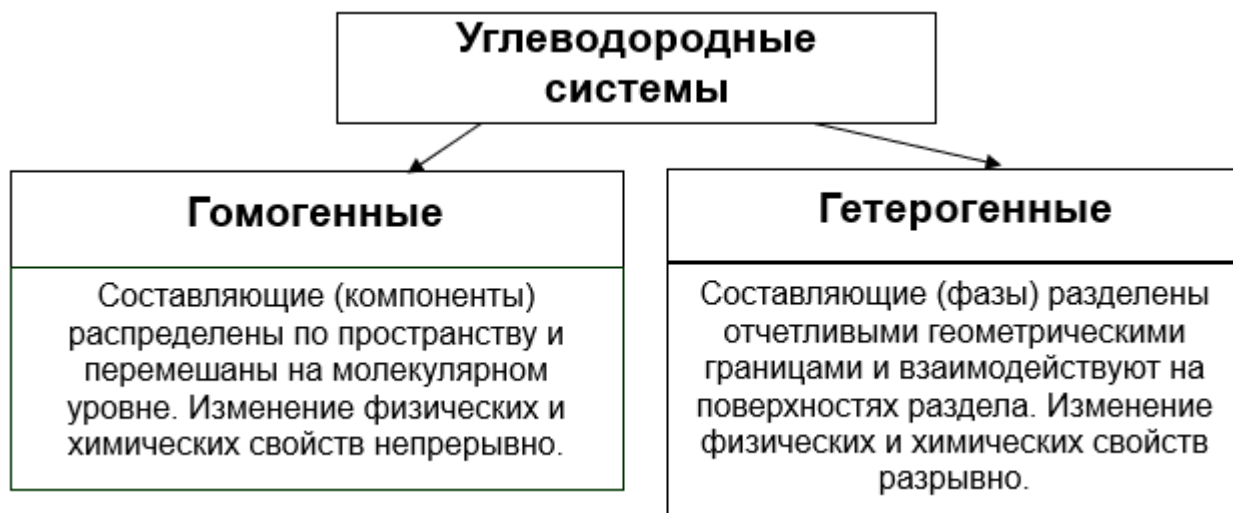 Углеводородные
системы
Гомогенные
Составляющие (компоненты)
распределены по пространству и
перемешаны на молекулярном
уровне. Изменение физических и
химических свойств непрерывно.
Гетерогенные
Составляющие (фазы) разделены
отчетливыми геометрическими
границами и взаимодействуют на
поверхностях раздела. Изменение
физических и химических свойств
разрывно.